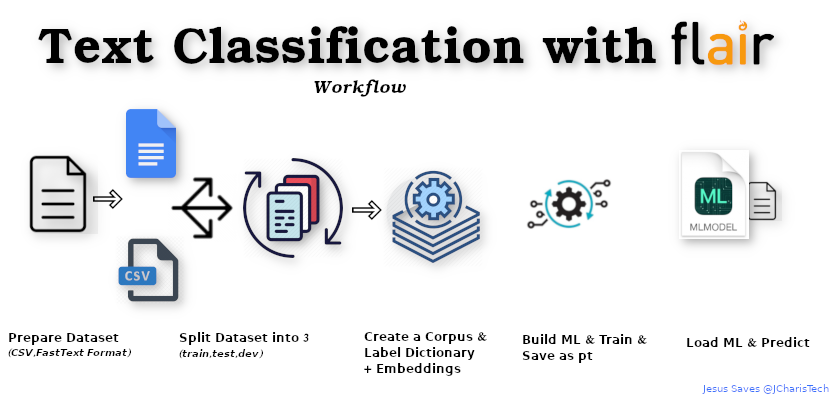 Text Classification with flair
Workflow
CSV
ML
MLMODEL
Prepare Dataset
(CSV,FastText Format)
Split Dataset into 3
(train,test,dev)
Create a Corpus &
Label Dictionary
+ Embeddings
Build ML & Train &
Save as pt
Load ML & Predict
Jesus Saves @JCharisTech